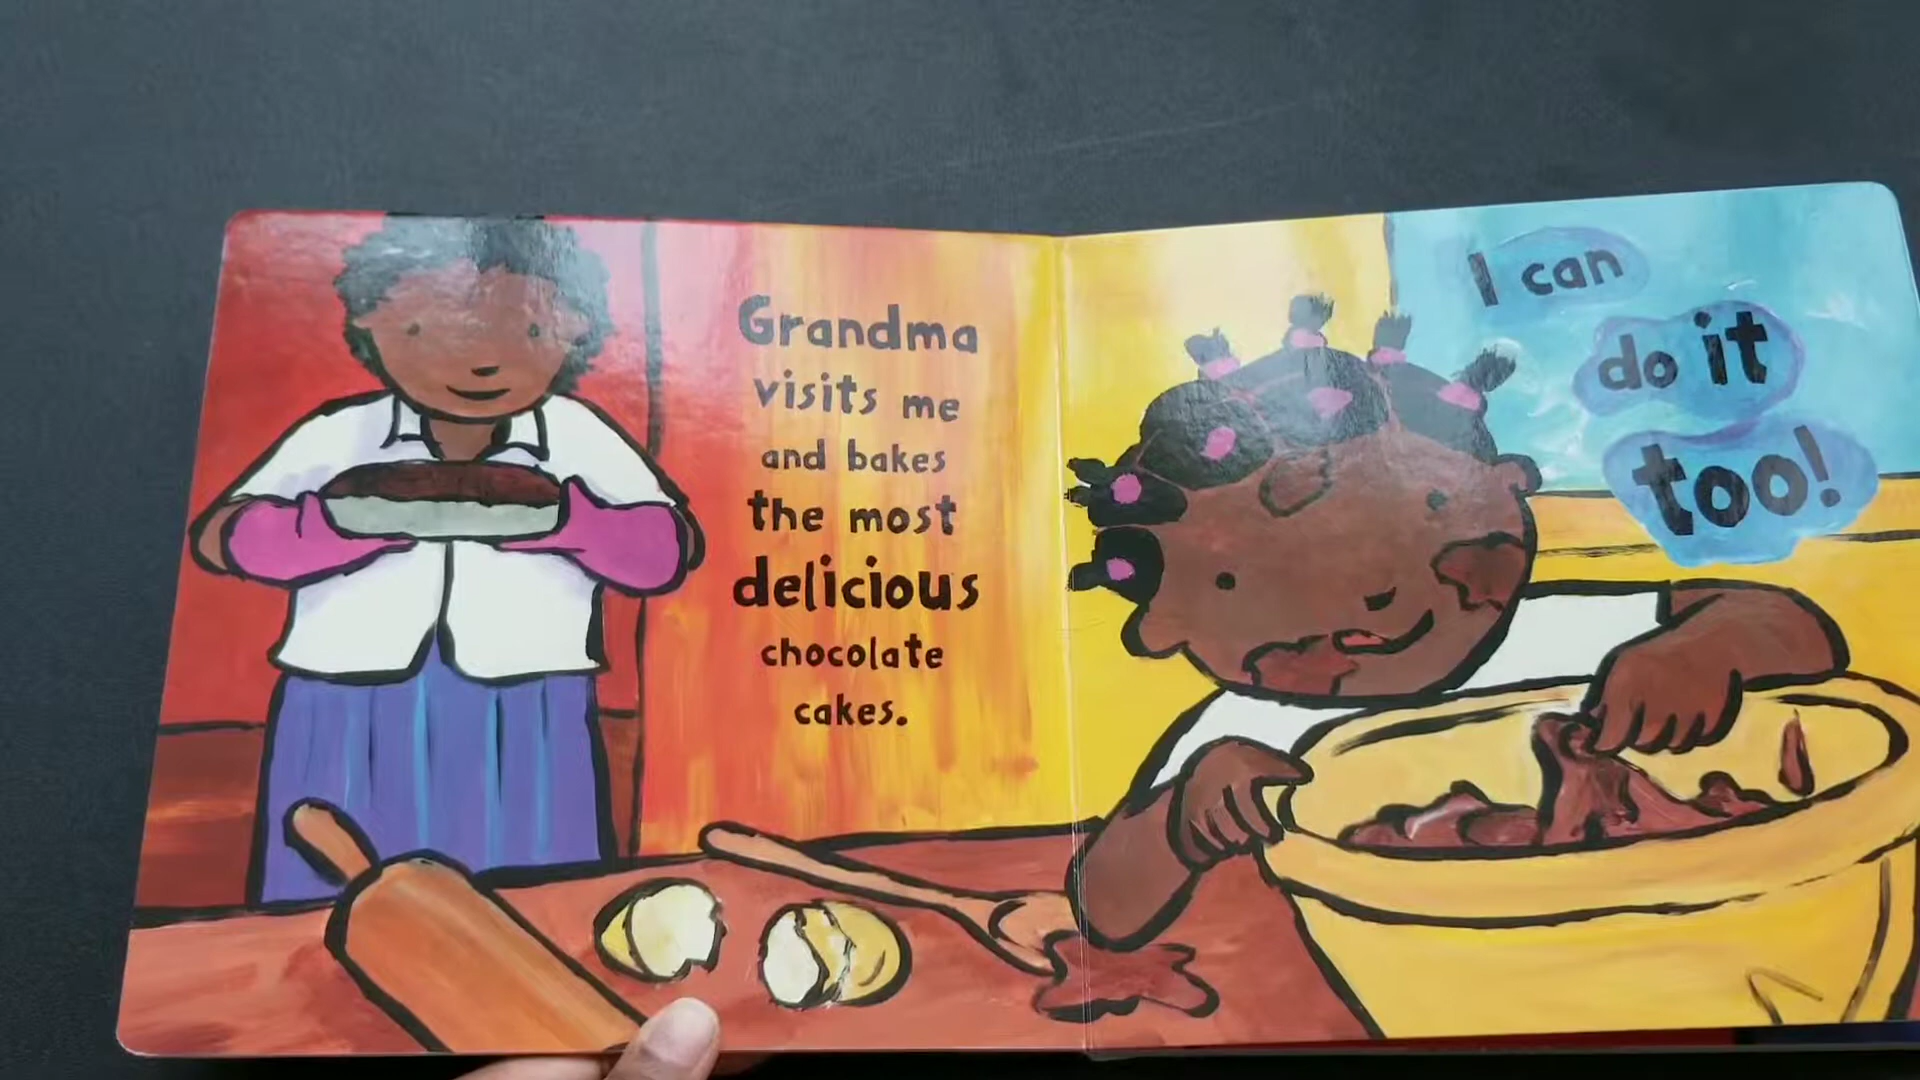 Grandma
visits me
and bakes
the most
delicious
chocolate
cakes.
I can
do it
too!